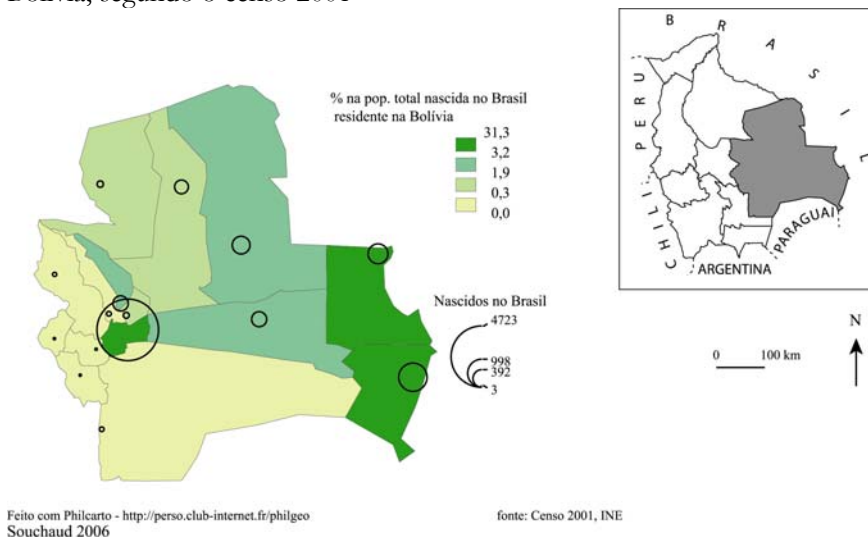 Bolívia, segundo o censo 2001
% na pop. total nascida no Brasil
residente na Bolívia
31,3
3,2
1,9
0,3
0,0
Nascidos no Brasil
4723
998
392
3
BRASIL
PERU
CHILI
PARAGUAI
ARGENTINA
N
0 100 km
Feito com Philcarto - http://perso.club-internet.fr/philgeo
Souchaud 2006
fonte: Censo 2001, INE